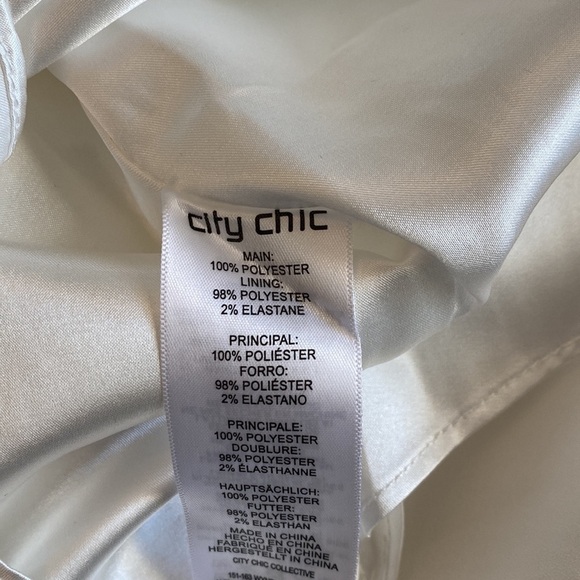 city chic
MAIN:
100% POLYESTER
LINING:
98% POLYESTER
2% ELASTANE
PRINCIPAL:
100% POLIÉSTER
FORRO:
98% POLIÉSTER
2% ELASTANO
PRINCIPALE:
100% POLYESTER
DOUBLURE:
98% POLYESTER
2% ÉLASTHANNE
HAUPTSÄCHLICH:
100% POLYESTER
FUTTER:
98% POLYESTER
2% ELASTHAN
MADE IN CHINA
HECHO EN CHINA
FABRIQUÉ EN CHINE
HERGESTELLT IN CHINA
CITY CHIC COLLECTIVE